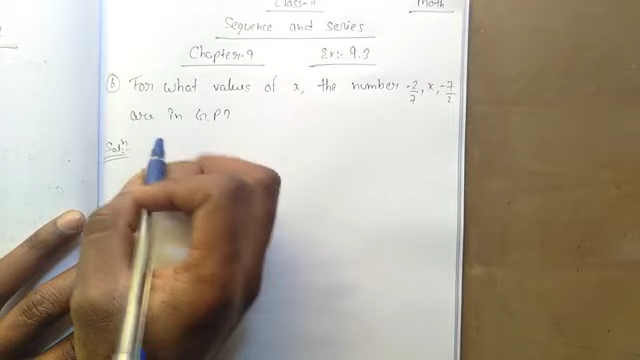 Class-11 Math
Sequence and series
Chapter-9 Ex:- 9.3
⑥ For what values of x, the number -2/7, x, -7/2
are in G.P?
Solⁿ:-